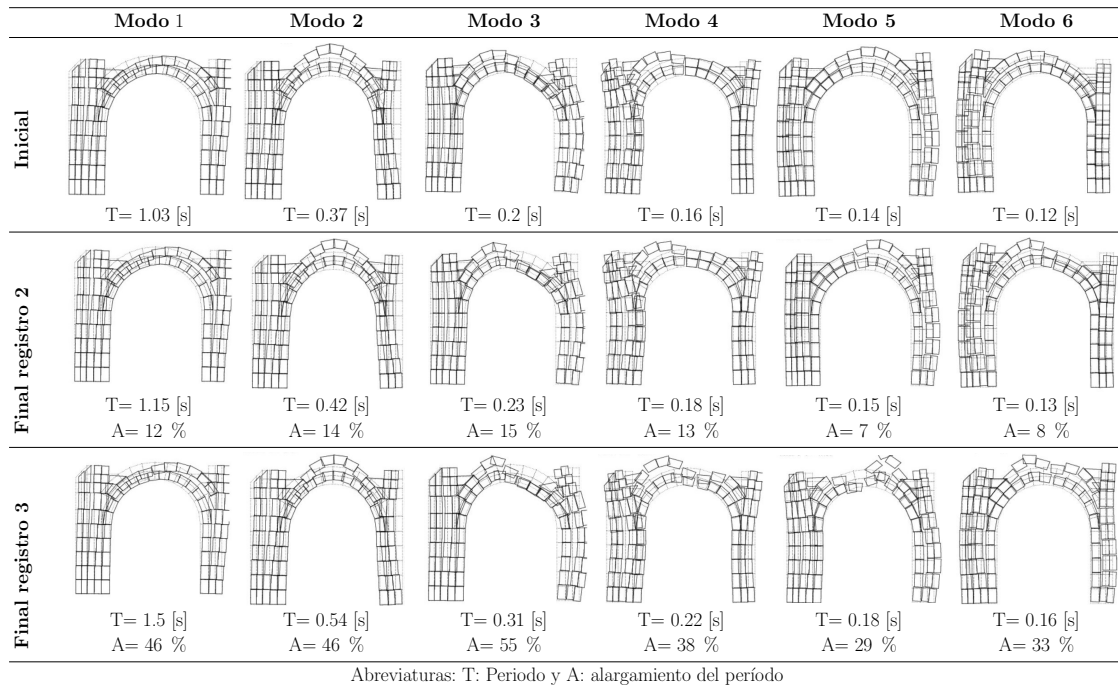 Modo 1 Modo 2 Modo 3 Modo 4 Modo 5 Modo 6
Inicial
T= 1.03 [s] T= 0.37 [s] T= 0.2 [s] T= 0.16 [s] T= 0.14 [s] T= 0.12 [s]
Final registro 2
T= 1.15 [s] T= 0.42 [s] T= 0.23 [s] T= 0.18 [s] T= 0.15 [s] T= 0.13 [s]
A= 12 % A= 14 % A= 15 % A= 13 % A= 7 % A= 8 %
Final registro 3
T= 1.5 [s] T= 0.54 [s] T= 0.31 [s] T= 0.22 [s] T= 0.18 [s] T= 0.16 [s]
A= 46 % A= 46 % A= 55 % A= 38 % A= 29 % A= 33 %
Abreviaturas: T: Periodo y A: alargamiento del período